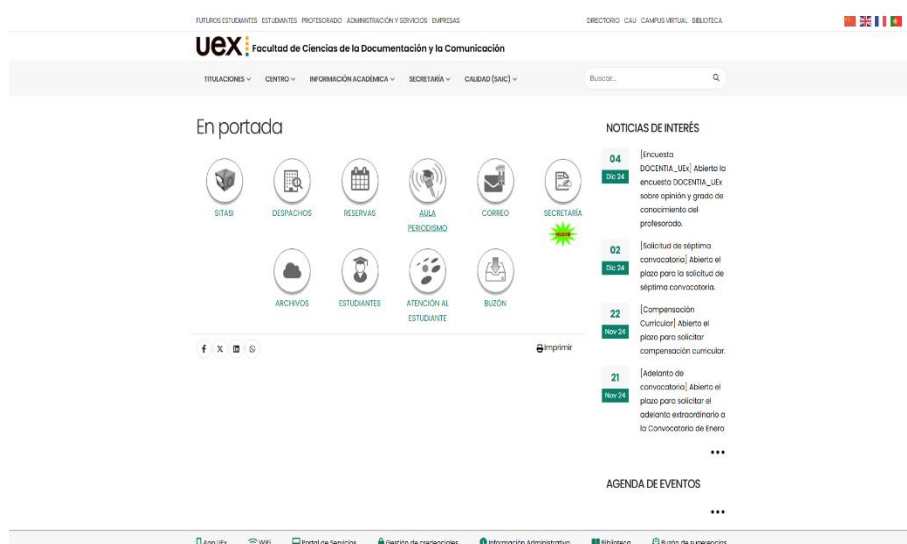 FUTUROS ESTUDIANTES ESTUDIANTES PROFESORADO ADMINISTRACIÓN Y SERVICIOS EMPRESAS
DIRECTORIO CAU CAMPUS VIRTUAL BIBLIOTECA
UEX Facultad de Ciencias de la Documentación y la Comunicación
TITULACIONES CENTRO INFORMACIÓN ACADÉMICA SECRETARÍA CALIDAD (SAIC)
Buscar...
En portada
SITASI
DESPACHOS
RESERVAS
AULA
PERIODISMO
CORREO
SECRETARÍA
NUEVO
ARCHIVOS
ESTUDIANTES
ATENCIÓN AL
ESTUDIANTE
BUZÓN
Imprimir
NOTICIAS DE INTERÉS
04
Dic 24
[Encuesta
DOCENTIA_UEx] Abierta la
encuesta DOCENTIA_UEx
sobre opinión y grado de
conocimiento del
profesorado.
02
Dic 24
[Solicitud de séptima
convocatoria] Abierto el
plazo para la solicitud de
séptima convocatoria.
22
Nov 24
[Compensación
Curricular] Abierto el
plazo para solicitar
compensación curricular.
21
Nov 24
[Adelanto de
convocatoria] Abierto el
plazo para solicitar el
adelanto extraordinario a
la Convocatoria de Enero
•••
AGENDA DE EVENTOS
•••
App UEx WiFi Portal de Servicios Gestión de credenciales Información Administrativa Biblioteca Buzón de sugerencias